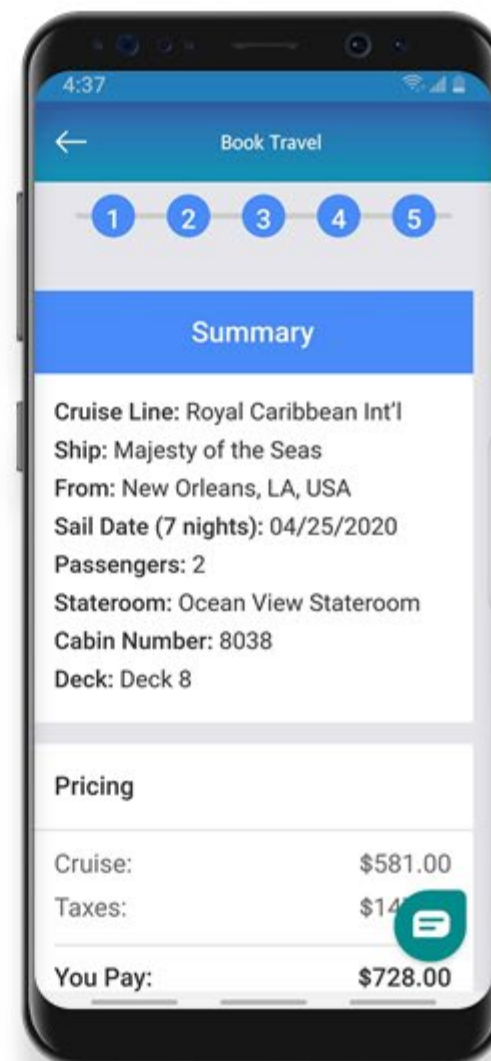 4:37
Book Travel
1 2 3 4 5
Summary
Cruise Line: Royal Caribbean Int'l
Ship: Majesty of the Seas
From: New Orleans, LA, USA
Sail Date (7 nights): 04/25/2020
Passengers: 2
Stateroom: Ocean View Stateroom
Cabin Number: 8038
Deck: Deck 8
Pricing
Cruise: $581.00
Taxes:
You Pay: $728.00